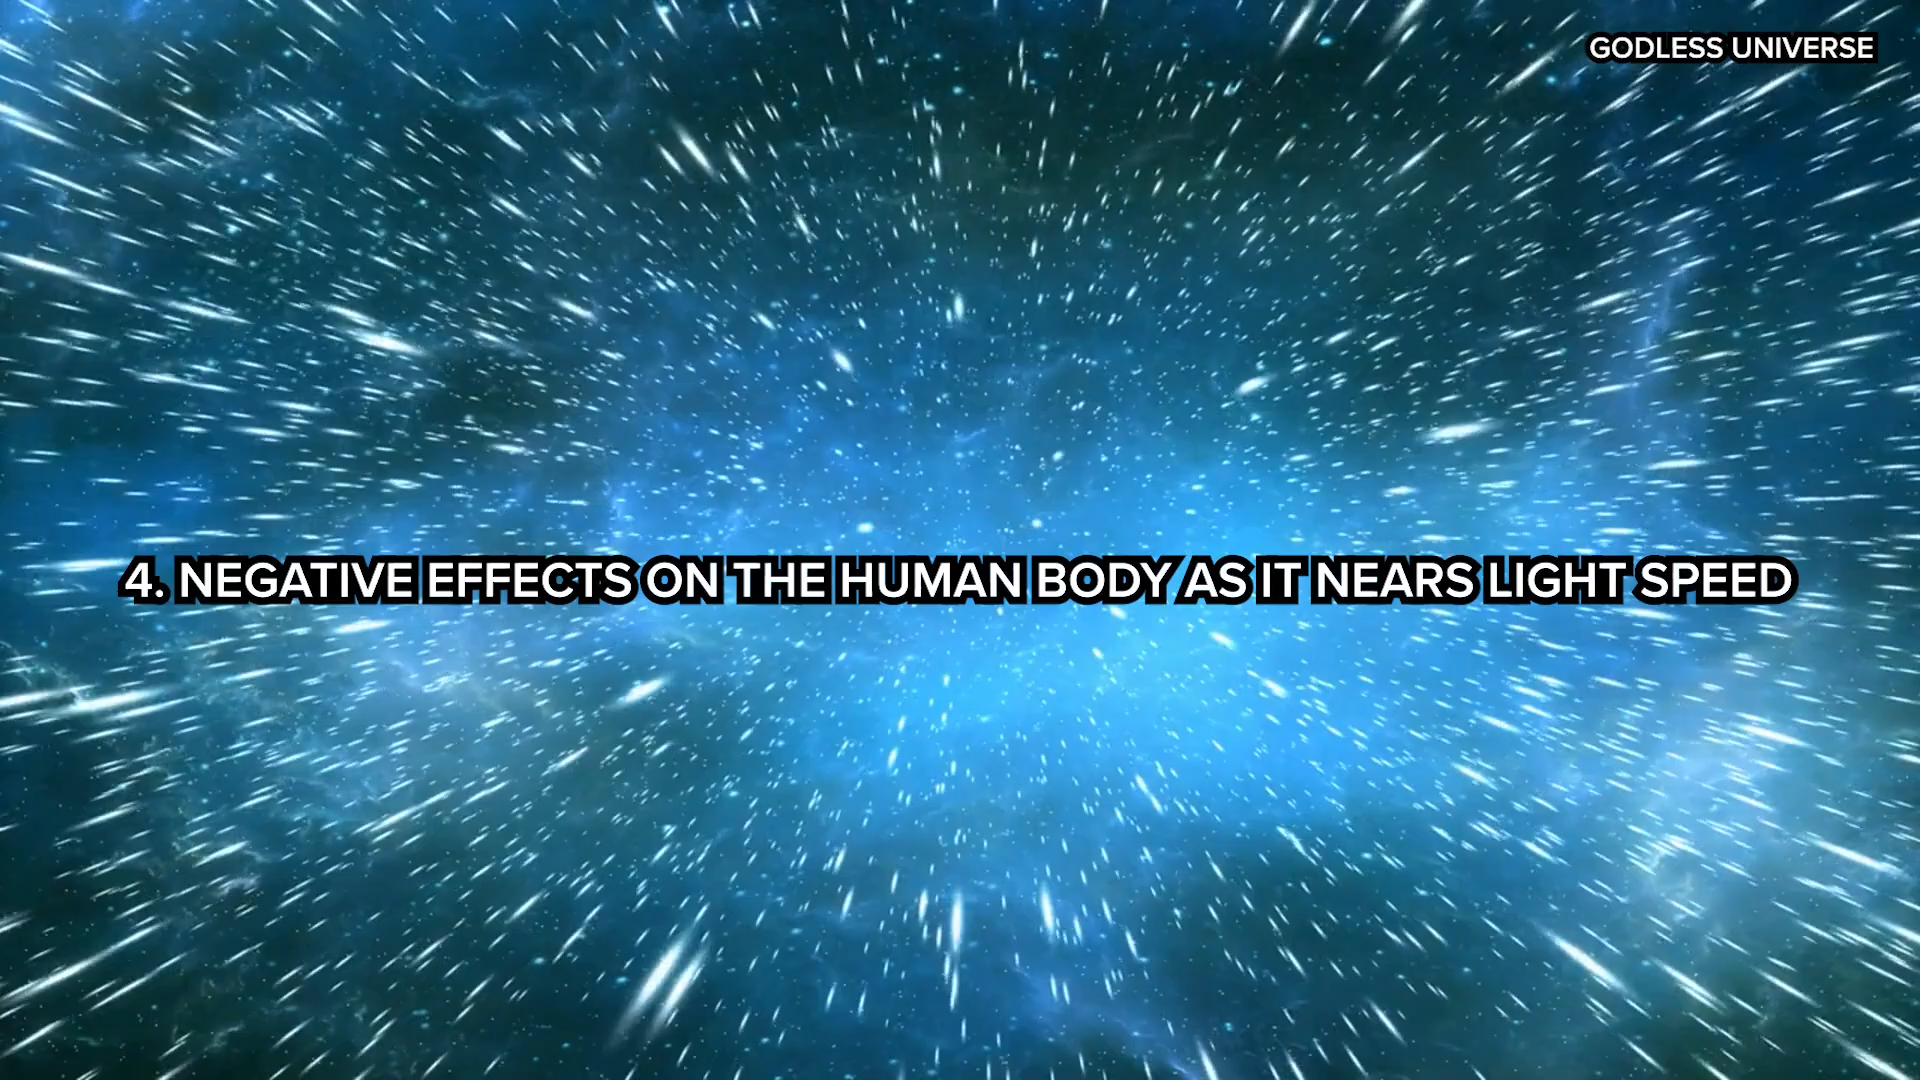 GODLESS UNIVERSE
4. NEGATIVE EFFECTS ON THE HUMAN BODY AS IT NEARS LIGHT SPEED